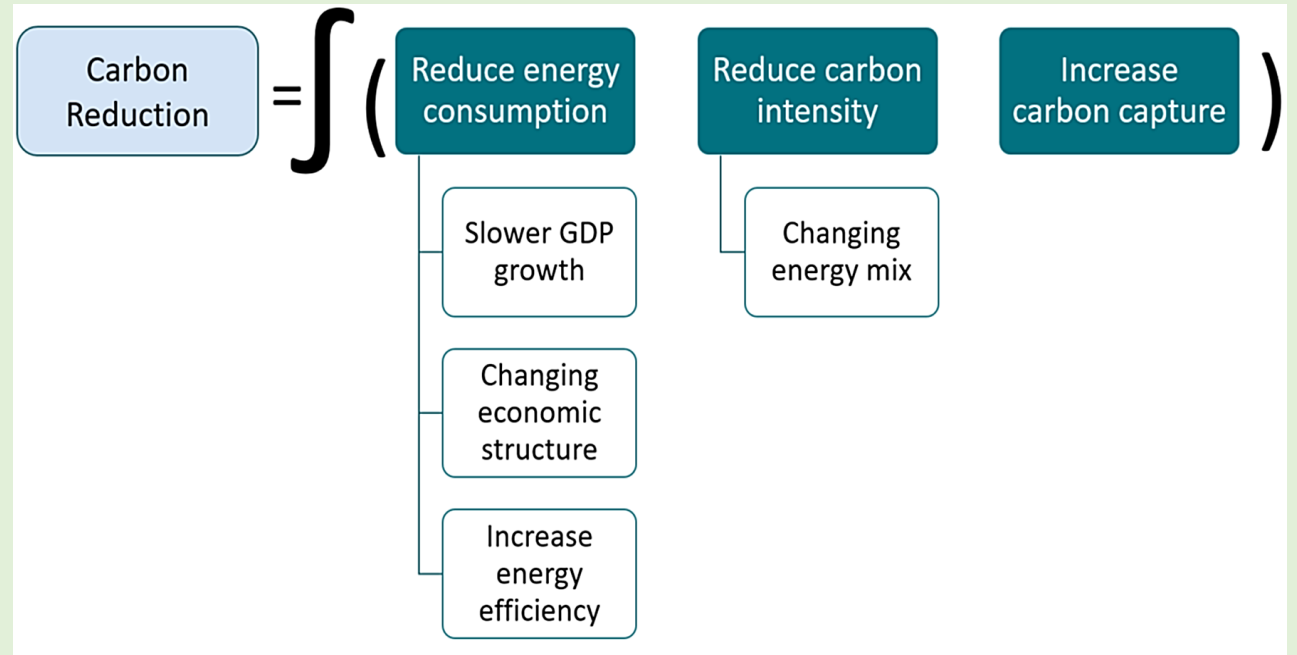 Carbon
Reduction
= ∫ (
Reduce energy
consumption
Reduce carbon
intensity
Increase
carbon capture
)
Slower GDP
growth
Changing
energy mix
Changing
economic
structure
Increase
energy
efficiency